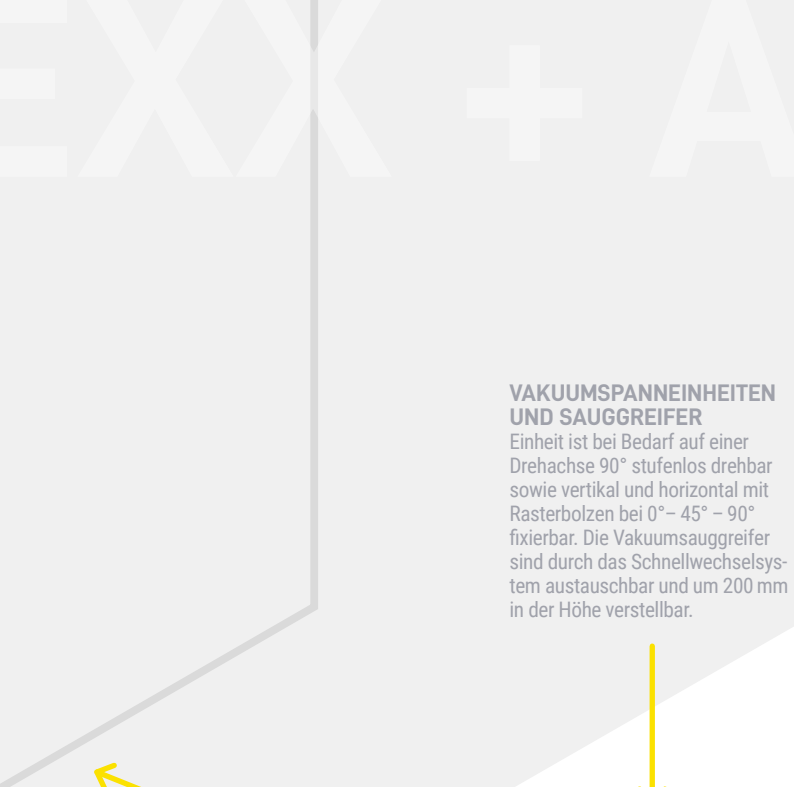 EXX + A
VAKUUMSPANNEINHEITEN
UND SAUGGREIFER
Einheit ist bei Bedarf auf einer
Drehachse 90° stufenlos drehbar
sowie vertikal und horizontal mit
Rasterbolzen bei 0°– 45° – 90°
fixierbar. Die Vakuumsauggreifer
sind durch das Schnellwechselsys-
tem austauschbar und um 200 mm
in der Höhe verstellbar.